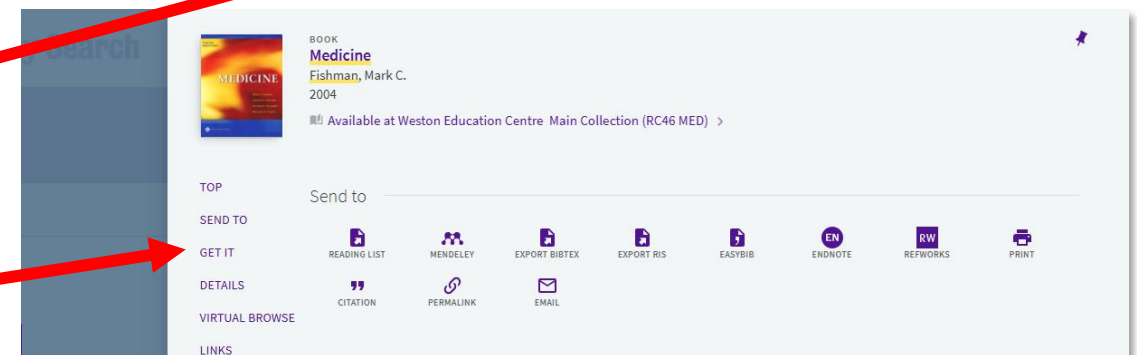 y Search
BOOK
Medicine
Fishman, Mark C.
2004
Available at Weston Education Centre Main Collection (RC46 MED) >
MEDICINE
TOP
SEND TO
GET IT
DETAILS
VIRTUAL BROWSE
LINKS
Send to
READING LIST
MENDELEY
EXPORT BIBTEX
EXPORT RIS
EN
EASYBIB
ENDNOTE
RW
REFWORKS
PRINT
CITATION
PERMALINK
EMAIL